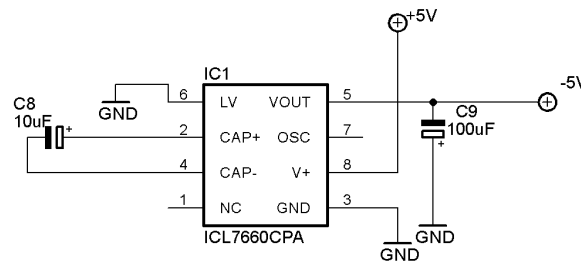 +5V
IC1
-5V
C8
10uF
+
GND
6
LV
VOUT
5
C9
100uF
+
2
CAP+
OSC
7
4
CAP-
V+
8
1
NC
GND
3
ICL7660CPA
GND
GND